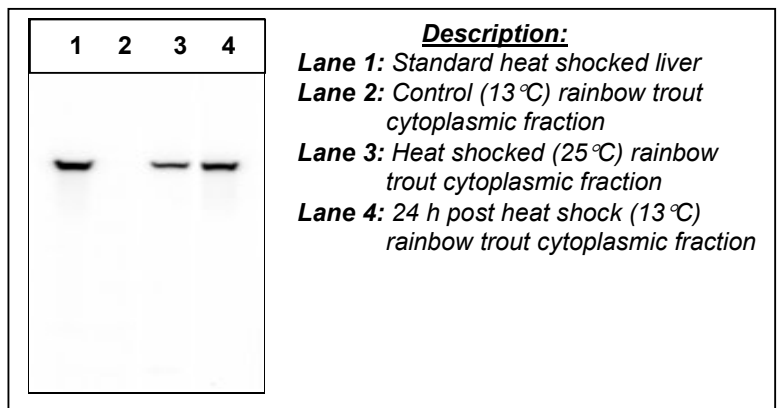 1 2 3 4
Description:
Lane 1: Standard heat shocked liver
Lane 2: Control (13°C) rainbow trout
cytoplasmic fraction
Lane 3: Heat shocked (25°C) rainbow
trout cytoplasmic fraction
Lane 4: 24 h post heat shock (13°C)
rainbow trout cytoplasmic fraction